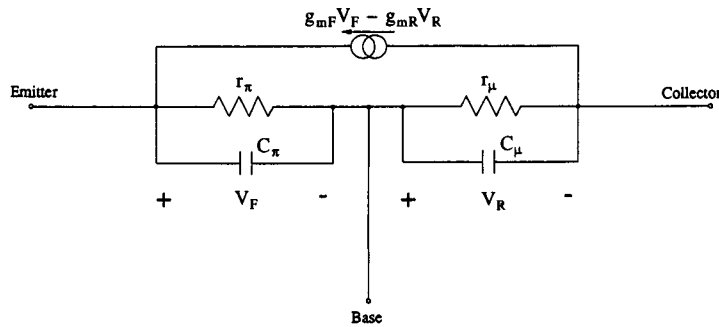 g_mF V_F – g_mR V_R
Emitter
r_π
r_μ
Collector
C_π
C_μ
+ V_F -
+ V_R -
Base